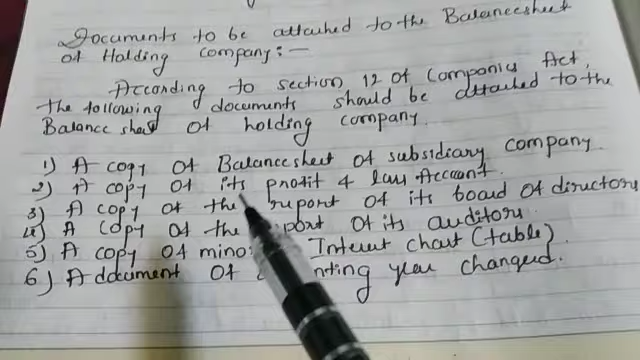 Documents to be attached to the Balancesheet
of Holding company:—
According to section 12 of Companies Act,
the following documents should be attached to the
Balance sheet of holding company.
1) A copy of Balancesheet of subsidiary company.
2) A copy of its profit & loss Account.
3) A copy of the report of its board of directors
4) A copy of the report of its auditors.
5) A copy of Interest chart (table).
6) A document of year changed.